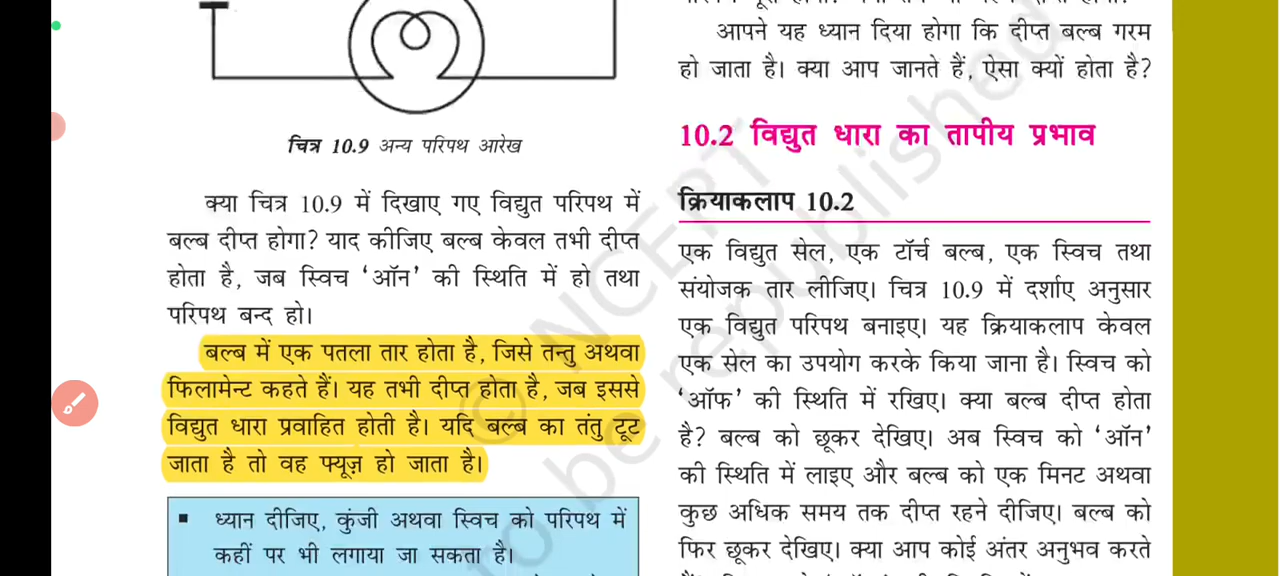 चित्र 10.9 अन्य परिपथ आरेख
क्या चित्र 10.9 में दिखाए गए विद्युत परिपथ में
बल्ब दीप्त होगा? याद कीजिए बल्ब केवल तभी दीप्त
होता है, जब स्विच ‘ऑन’ की स्थिति में हो तथा
परिपथ बन्द हो।
बल्ब में एक पतला तार होता है, जिसे तन्तु अथवा
फिलामेन्ट कहते हैं। यह तभी दीप्त होता है, जब इससे
विद्युत धारा प्रवाहित होती है। यदि बल्ब का तंतु टूट
जाता है तो वह फ्यूज़ हो जाता है।
▪ ध्यान दीजिए, कुंजी अथवा स्विच को परिपथ में
कहीं पर भी लगाया जा सकता है।
आपने यह ध्यान दिया होगा कि दीप्त बल्ब गरम
हो जाता है। क्या आप जानते हैं, ऐसा क्यों होता है?
10.2 विद्युत धारा का तापीय प्रभाव
क्रियाकलाप 10.2
एक विद्युत सेल, एक टॉर्च बल्ब, एक स्विच तथा
संयोजक तार लीजिए। चित्र 10.9 में दर्शाए अनुसार
एक विद्युत परिपथ बनाइए। यह क्रियाकलाप केवल
एक सेल का उपयोग करके किया जाना है। स्विच को
‘ऑफ’ की स्थिति में रखिए। क्या बल्ब दीप्त होता
है? बल्ब को छूकर देखिए। अब स्विच को ‘ऑन’
की स्थिति में लाइए और बल्ब को एक मिनट अथवा
कुछ अधिक समय तक दीप्त रहने दीजिए। बल्ब को
फिर छूकर देखिए। क्या आप कोई अंतर अनुभव करते
© NCERT
to be republished